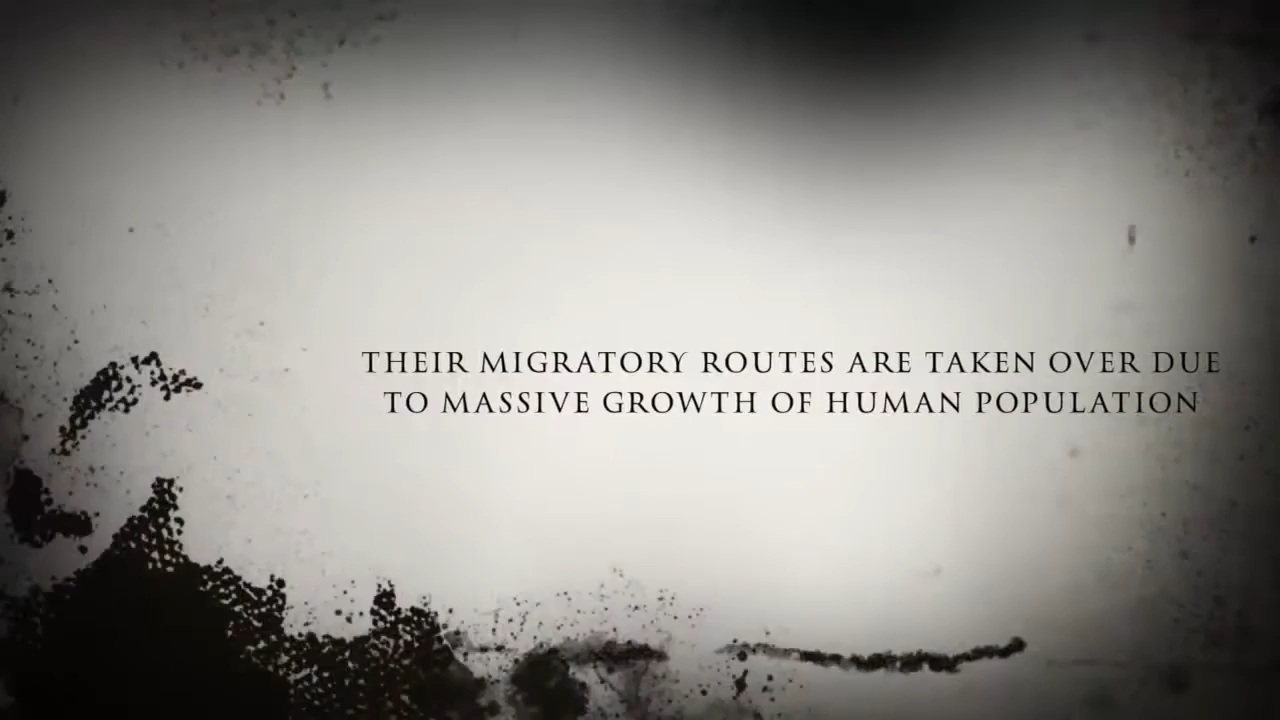 THEIR MIGRATORY ROUTES ARE TAKEN OVER DUE
TO MASSIVE GROWTH OF HUMAN POPULATION